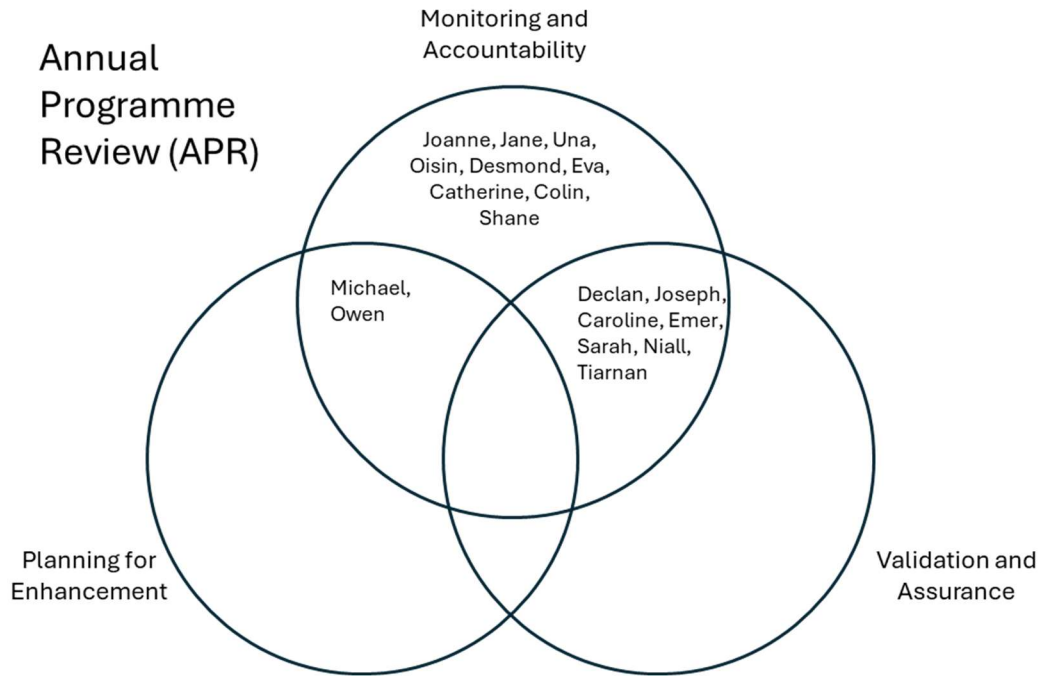 Monitoring and
Accountability
Annual
Programme
Review (APR)
Joanne, Jane, Una,
Oisin, Desmond, Eva,
Catherine, Colin,
Shane
Michael,
Owen
Declan, Joseph,
Caroline, Emer,
Sarah, Niall,
Tiarnan
Planning for
Enhancement
Validation and
Assurance